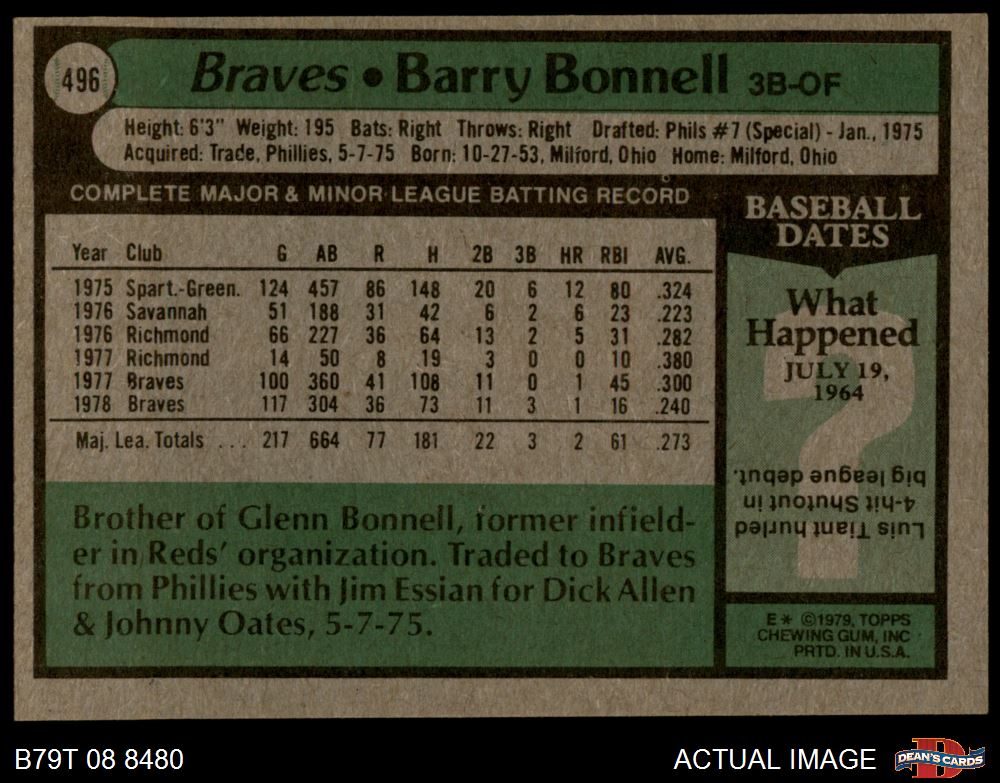 496
Braves • Barry Bonnell 3B-OF
Height: 6'3" Weight: 195 Bats: Right Throws: Right Drafted: Phils #7 (Special) - Jan., 1975
Acquired: Trade, Phillies, 5-7-75 Born: 10-27-53, Milford, Ohio Home: Milford, Ohio
COMPLETE MAJOR & MINOR LEAGUE BATTING RECORD
Year Club G AB R H 2B 3B HR RBI AVG.
1975 Spart.-Green. 124 457 86 148 20 6 12 80 .324
1976 Savannah 51 188 31 42 6 2 6 23 .223
1976 Richmond 66 227 36 64 13 2 5 31 .282
1977 Richmond 14 50 8 19 3 0 0 10 .380
1977 Braves 100 360 41 108 11 0 1 45 .300
1978 Braves 117 304 36 73 11 3 1 16 .240
Maj. Lea. Totals . . . 217 664 77 181 22 3 2 61 .273
Brother of Glenn Bonnell, former infield-
er in Reds' organization. Traded to Braves
from Phillies with Jim Essian for Dick Allen
& Johnny Oates, 5-7-75.
BASEBALL
DATES
What
Happened
JULY 19,
1964
?
Luis Tiant hurled
4-hit Shutout in
big league debut.
E* ©1979, TOPPS
CHEWING GUM, INC
PRTD. IN U.S.A.
B79T 08 8480
ACTUAL IMAGE
D
DEAN'S CARDS